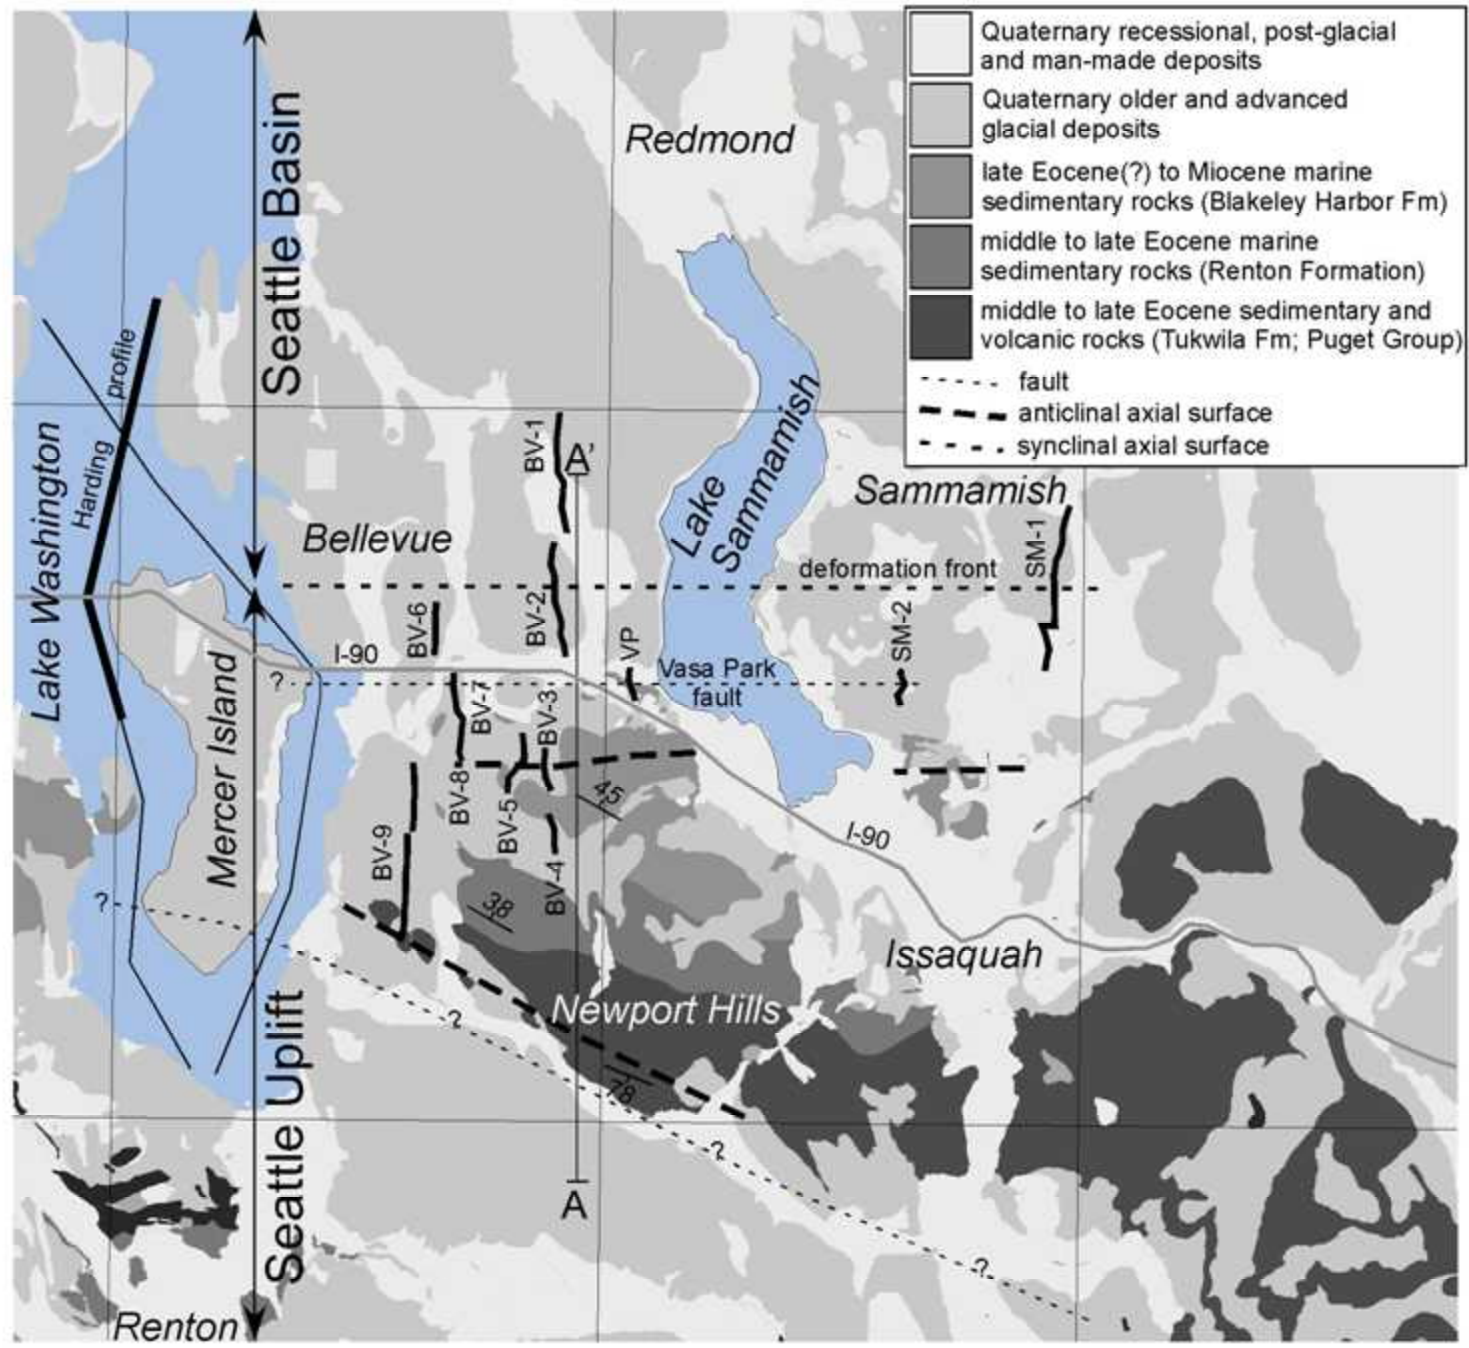 Quaternary recessional, post-glacial
and man-made deposits
Quaternary older and advanced
glacial deposits
late Eocene(?) to Miocene marine
sedimentary rocks (Blakeley Harbor Fm)
middle to late Eocene marine
sedimentary rocks (Renton Formation)
middle to late Eocene sedimentary and
volcanic rocks (Tukwila Fm; Puget Group)
fault
anticlinal axial surface
synclinal axial surface
Redmond
Seattle Basin
Harding profile
Lake Washington
BV-1
A'
Lake
Sammamish
Sammamish
SM-1
Bellevue
deformation front
BV-6
BV-2
VP
SM-2
I-90
Vasa Park
fault
?
Mercer Island
BV-7
BV-3
BV-8
BV-5
45
BV-9
BV-4
I-90
?
38
Issaquah
Newport Hills
?
78
?
Seattle Uplift
A
?
Renton